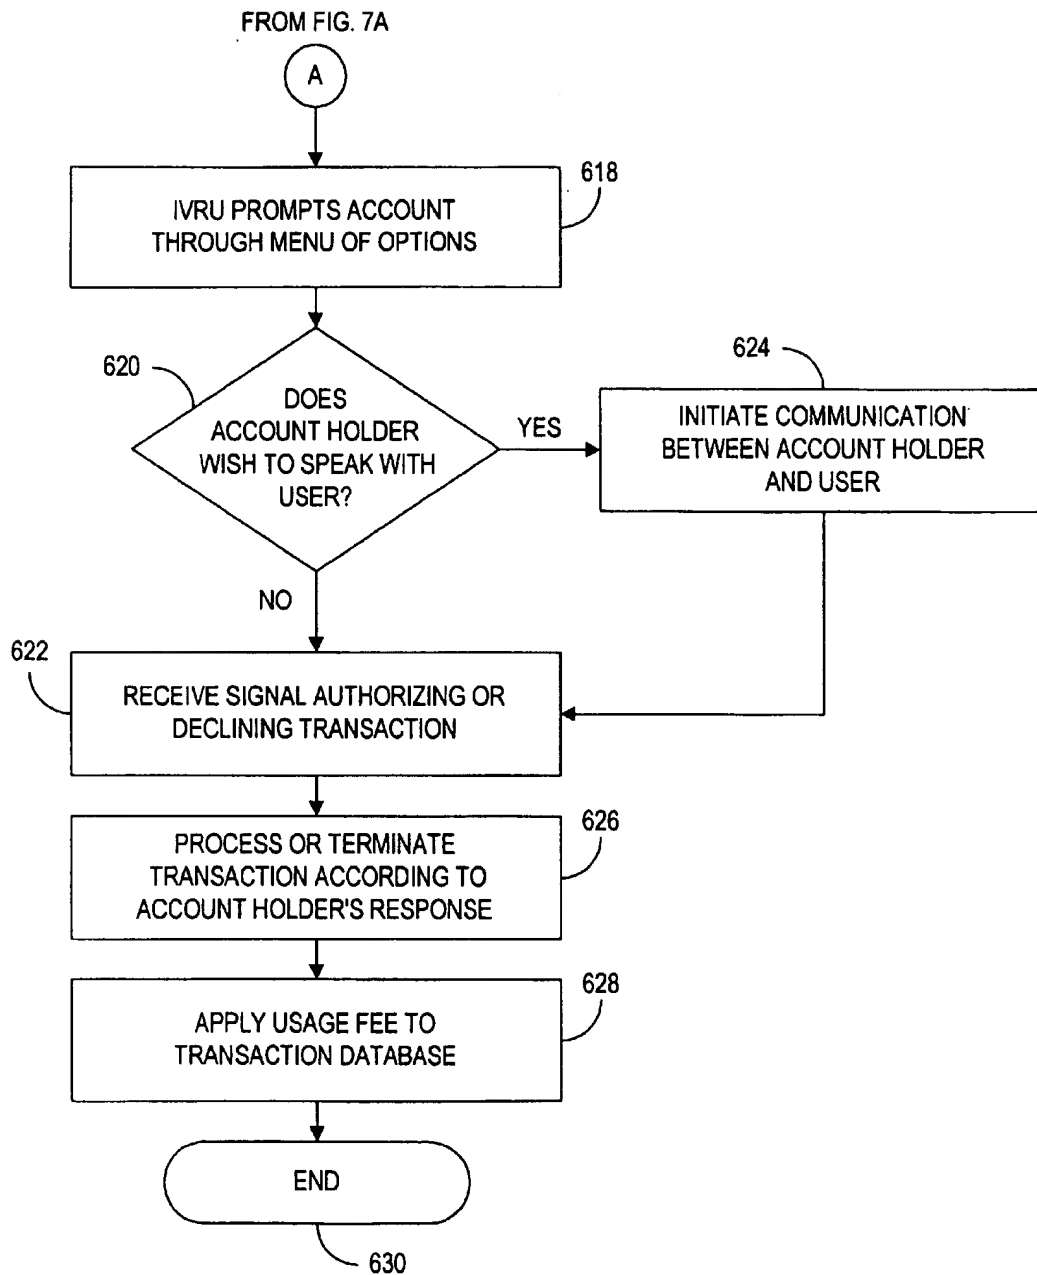 FROM FIG. 7A
A
618
IVRU PROMPTS ACCOUNT
THROUGH MENU OF OPTIONS
620
DOES
ACCOUNT HOLDER
WISH TO SPEAK WITH
USER?
YES
624
INITIATE COMMUNICATION
BETWEEN ACCOUNT HOLDER
AND USER
NO
622
RECEIVE SIGNAL AUTHORIZING OR
DECLINING TRANSACTION
626
PROCESS OR TERMINATE
TRANSACTION ACCORDING TO
ACCOUNT HOLDER'S RESPONSE
628
APPLY USAGE FEE TO
TRANSACTION DATABASE
END
630